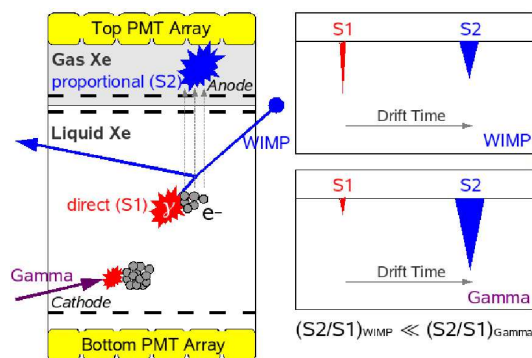 Top PMT Array
Gas Xe
proportional (S2)
Anode
Liquid Xe
WIMP
direct (S1)
e-
Gamma
Cathode
Bottom PMT Array
S1 S2
Drift Time
WIMP
S1 S2
Drift Time
Gamma
(S2/S1)WIMP ≪ (S2/S1)Gamma